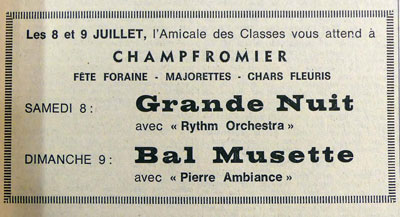 Les 8 et 9 JUILLET, l'Amicale des Classes vous attend à
CHAMPFROMIER
FÊTE FORAINE - MAJORETTES - CHARS FLEURIS
SAMEDI 8 : Grande Nuit
avec « Rythm Orchestra »
DIMANCHE 9 : Bal Musette
avec « Pierre Ambiance »